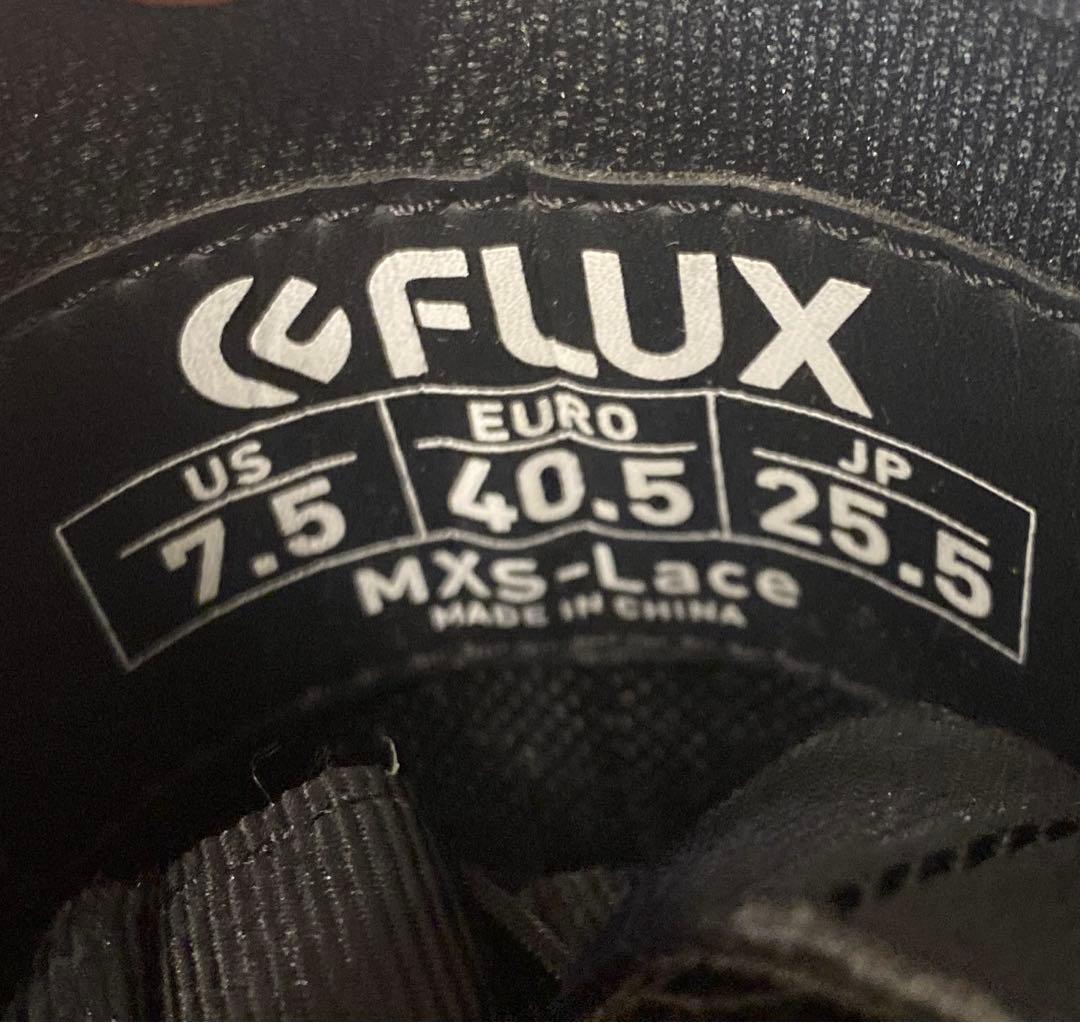 FLUX
US EURO JP
7.5 40.5 25.5
MXS-Lace
MADE IN CHINA